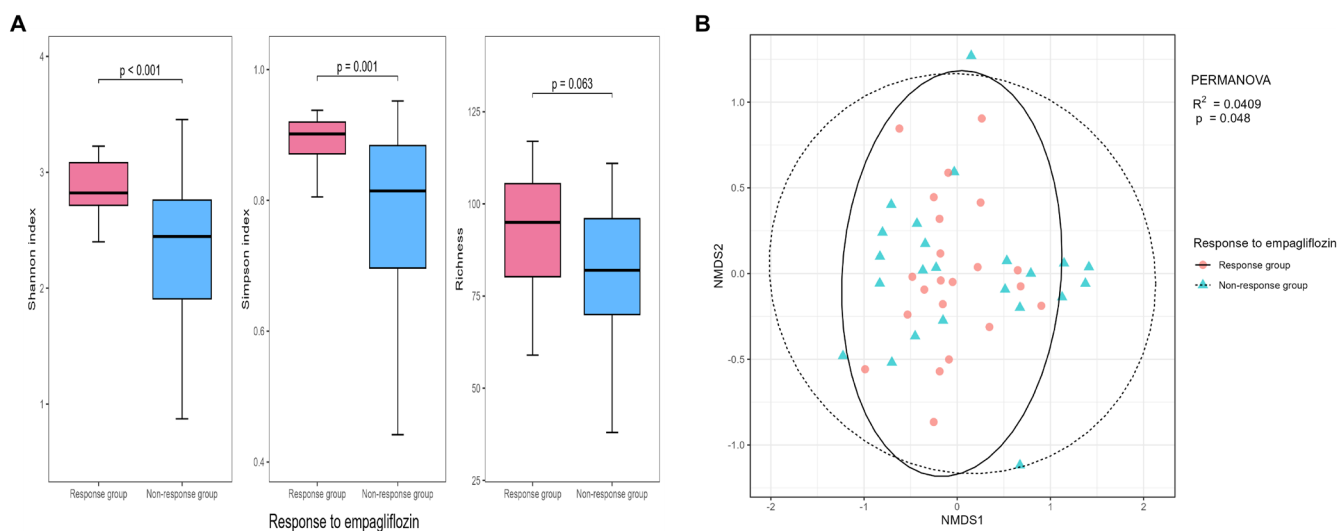 A
Shannon index
4
3
2
1
p < 0.001
Response group
Non-response group
Simpson index
1.0
0.8
0.6
0.4
p = 0.001
Response group
Non-response group
Richness
125
100
75
50
25
p = 0.063
Response group
Non-response group
Response to empagliflozin
B
NMDS2
1.0
0.5
0.0
-0.5
-1.0
-2
-1
0
1
2
NMDS1
PERMANOVA
R² = 0.0409
p = 0.048
Response to empagliflozin
Response group
Non-response group